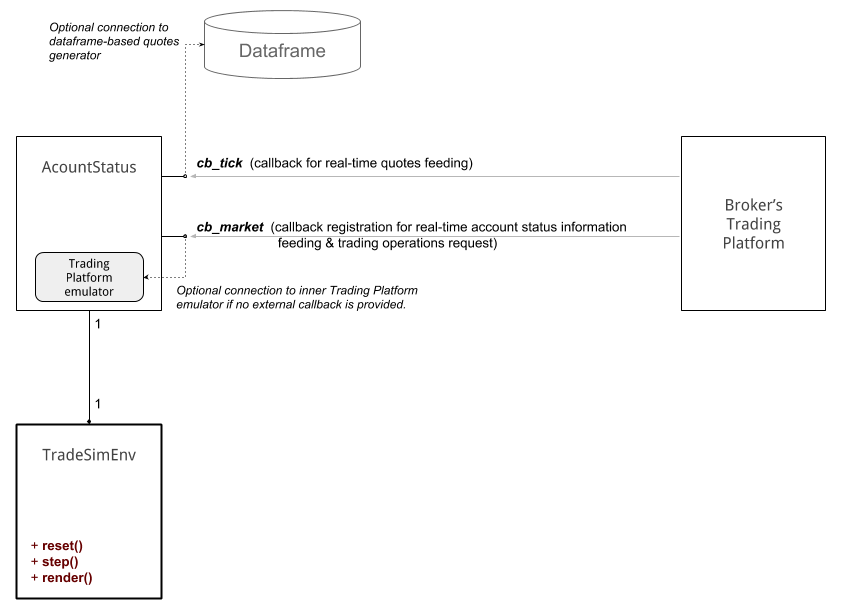 Optional connection to
dataframe-based quotes
generator
Dataframe
AcountStatus
cb_tick (callback for real-time quotes feeding)
Broker's
Trading
Platform
cb_market (callback registration for real-time account status information
feeding & trading operations request)
Trading
Platform
emulator
Optional connection to inner Trading Platform
emulator if no external callback is provided.
1
1
TradeSimEnv
+ reset()
+ step()
+ render()